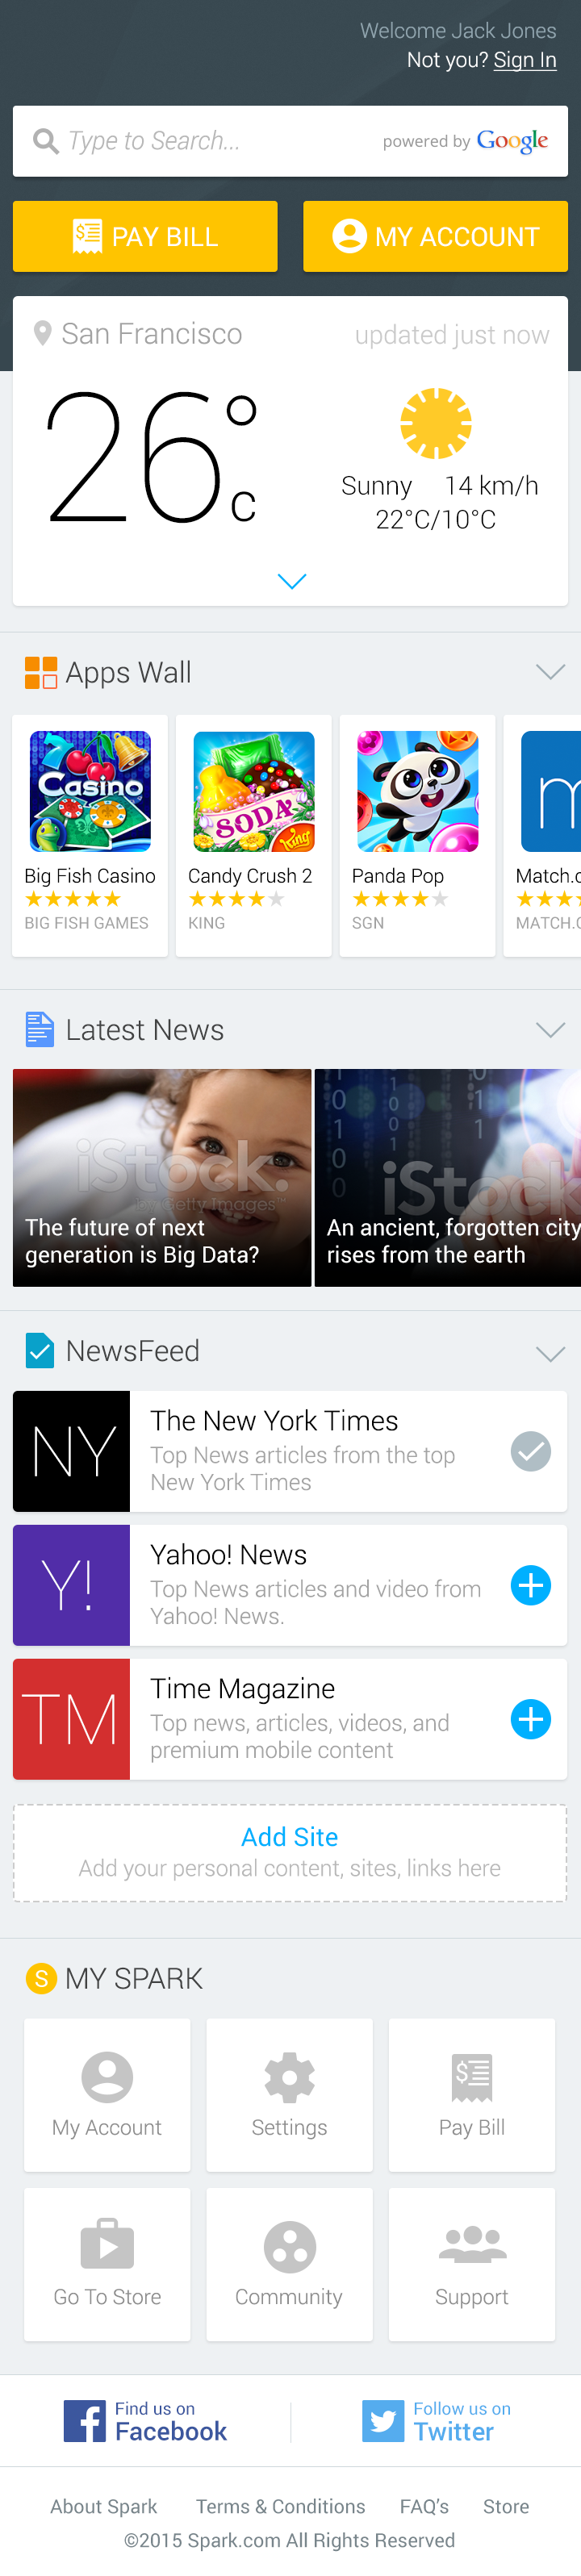 Welcome Jack Jones
Not you? Sign In
Type to Search...
powered by Google
PAY BILL
MY ACCOUNT
San Francisco
updated just now
26°C
Sunny 14 km/h
22°C/10°C
Apps Wall
7
Casino
SODA
King
m
Big Fish Casino
BIG FISH GAMES
Candy Crush 2
KING
Panda Pop
SGN
Match.c
MATCH.C
Latest News
iStock.
by Getty Images™
The future of next
generation is Big Data?
iStock
An ancient, forgotten city
rises from the earth
NewsFeed
NY
The New York Times
Top News articles from the top
New York Times
Y!
Yahoo! News
Top News articles and video from
Yahoo! News.
TM
Time Magazine
Top news, articles, videos, and
premium mobile content
Add Site
Add your personal content, sites, links here
S MY SPARK
My Account
Settings
Pay Bill
Go To Store
Community
Support
Find us on
Facebook
Follow us on
Twitter
About Spark
Terms & Conditions
FAQ's
Store
©2015 Spark.com All Rights Reserved